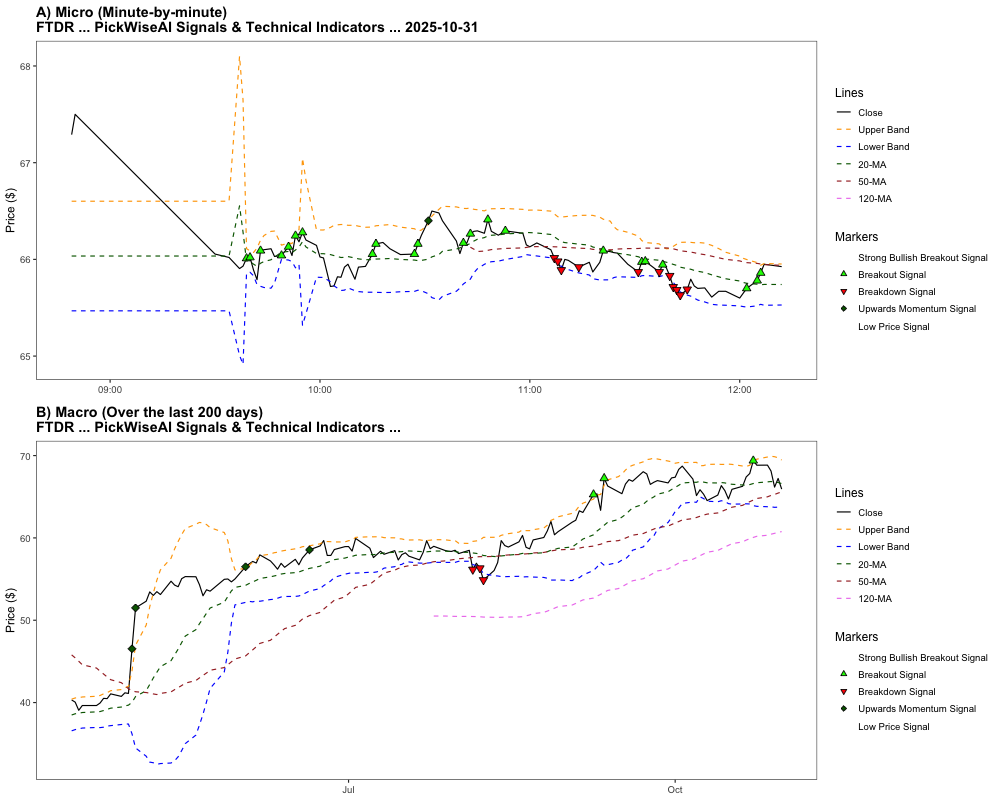 A) Micro (Minute-by-minute)
FTDR ... PickWiseAI Signals & Technical Indicators ... 2025-10-31
68
67
66
65
Price ($)
09:00
10:00
11:00
12:00
Lines
Close
Upper Band
Lower Band
20-MA
50-MA
120-MA
Markers
Strong Bullish Breakout Signal
Breakout Signal
Breakdown Signal
Upwards Momentum Signal
Low Price Signal
B) Macro (Over the last 200 days)
FTDR ... PickWiseAI Signals & Technical Indicators ...
70
60
50
40
Price ($)
Jul
Oct
Lines
Close
Upper Band
Lower Band
20-MA
50-MA
120-MA
Markers
Strong Bullish Breakout Signal
Breakout Signal
Breakdown Signal
Upwards Momentum Signal
Low Price Signal